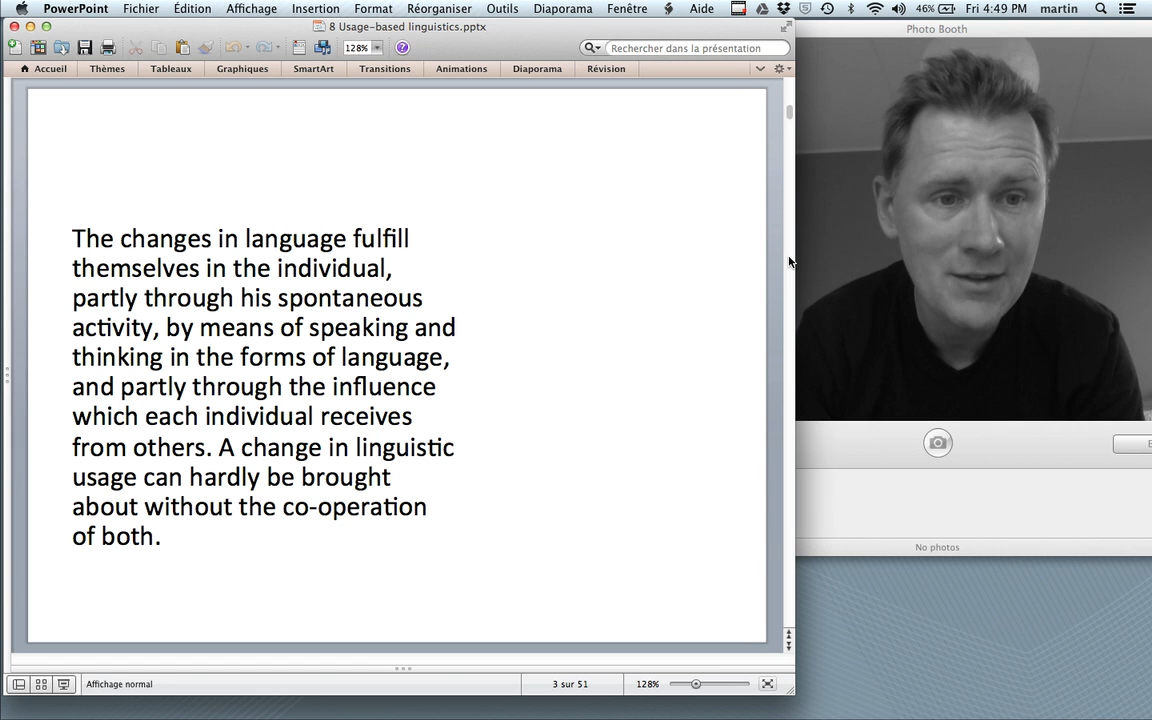 PowerPoint Fichier Édition Affichage Insertion Format Réorganiser Outils Diaporama Fenêtre Aide 46% Fri 4:49 PM martin
8 Usage-based linguistics.pptx
Photo Booth
128% Rechercher dans la présentation
Accueil Thèmes Tableaux Graphiques SmartArt Transitions Animations Diaporama Révision
The changes in language fulfill
themselves in the individual,
partly through his spontaneous
activity, by means of speaking and
thinking in the forms of language,
and partly through the influence
which each individual receives
from others. A change in linguistic
usage can hardly be brought
about without the co-operation
of both.
No photos
Affichage normal 3 sur 51 128%